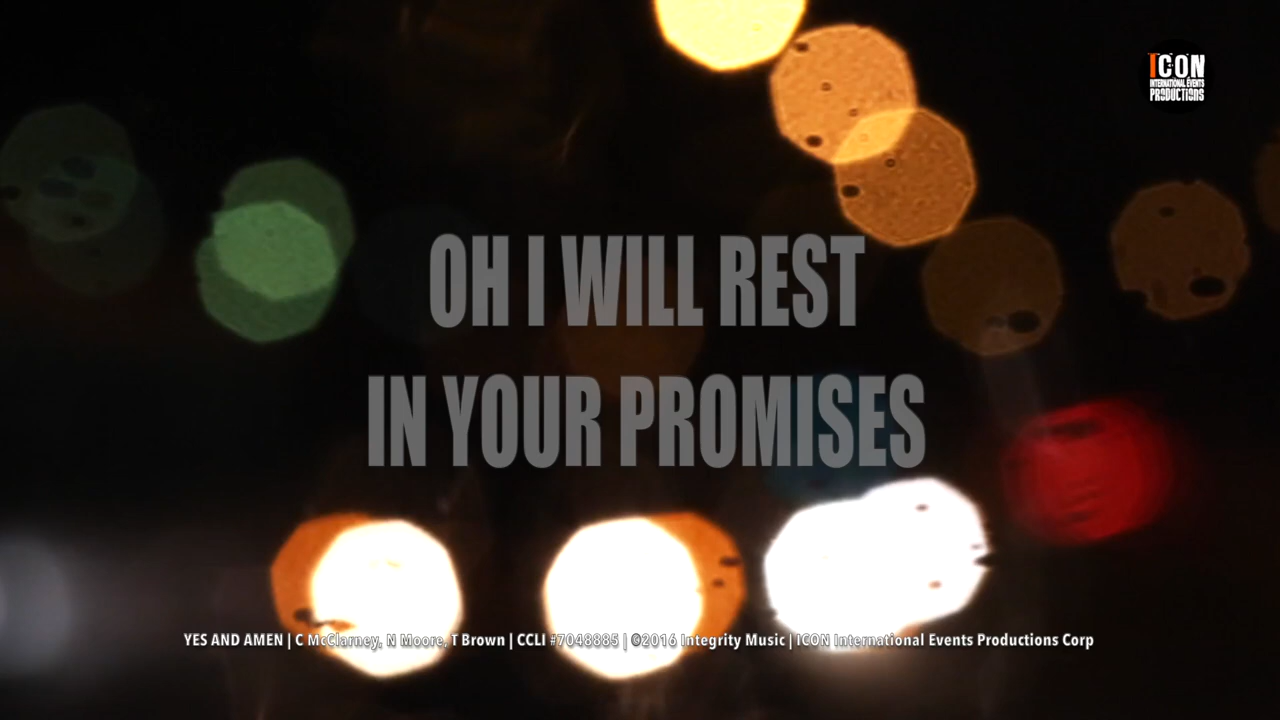 ICON
INTERNATIONAL EVENTS
PRODUCTIONS
OH I WILL REST
IN YOUR PROMISES
YES AND AMEN | C McClarney, N Moore, T Brown | CCLI #7048885 | ©2016 Integrity Music | ICON International Events Productions Corp